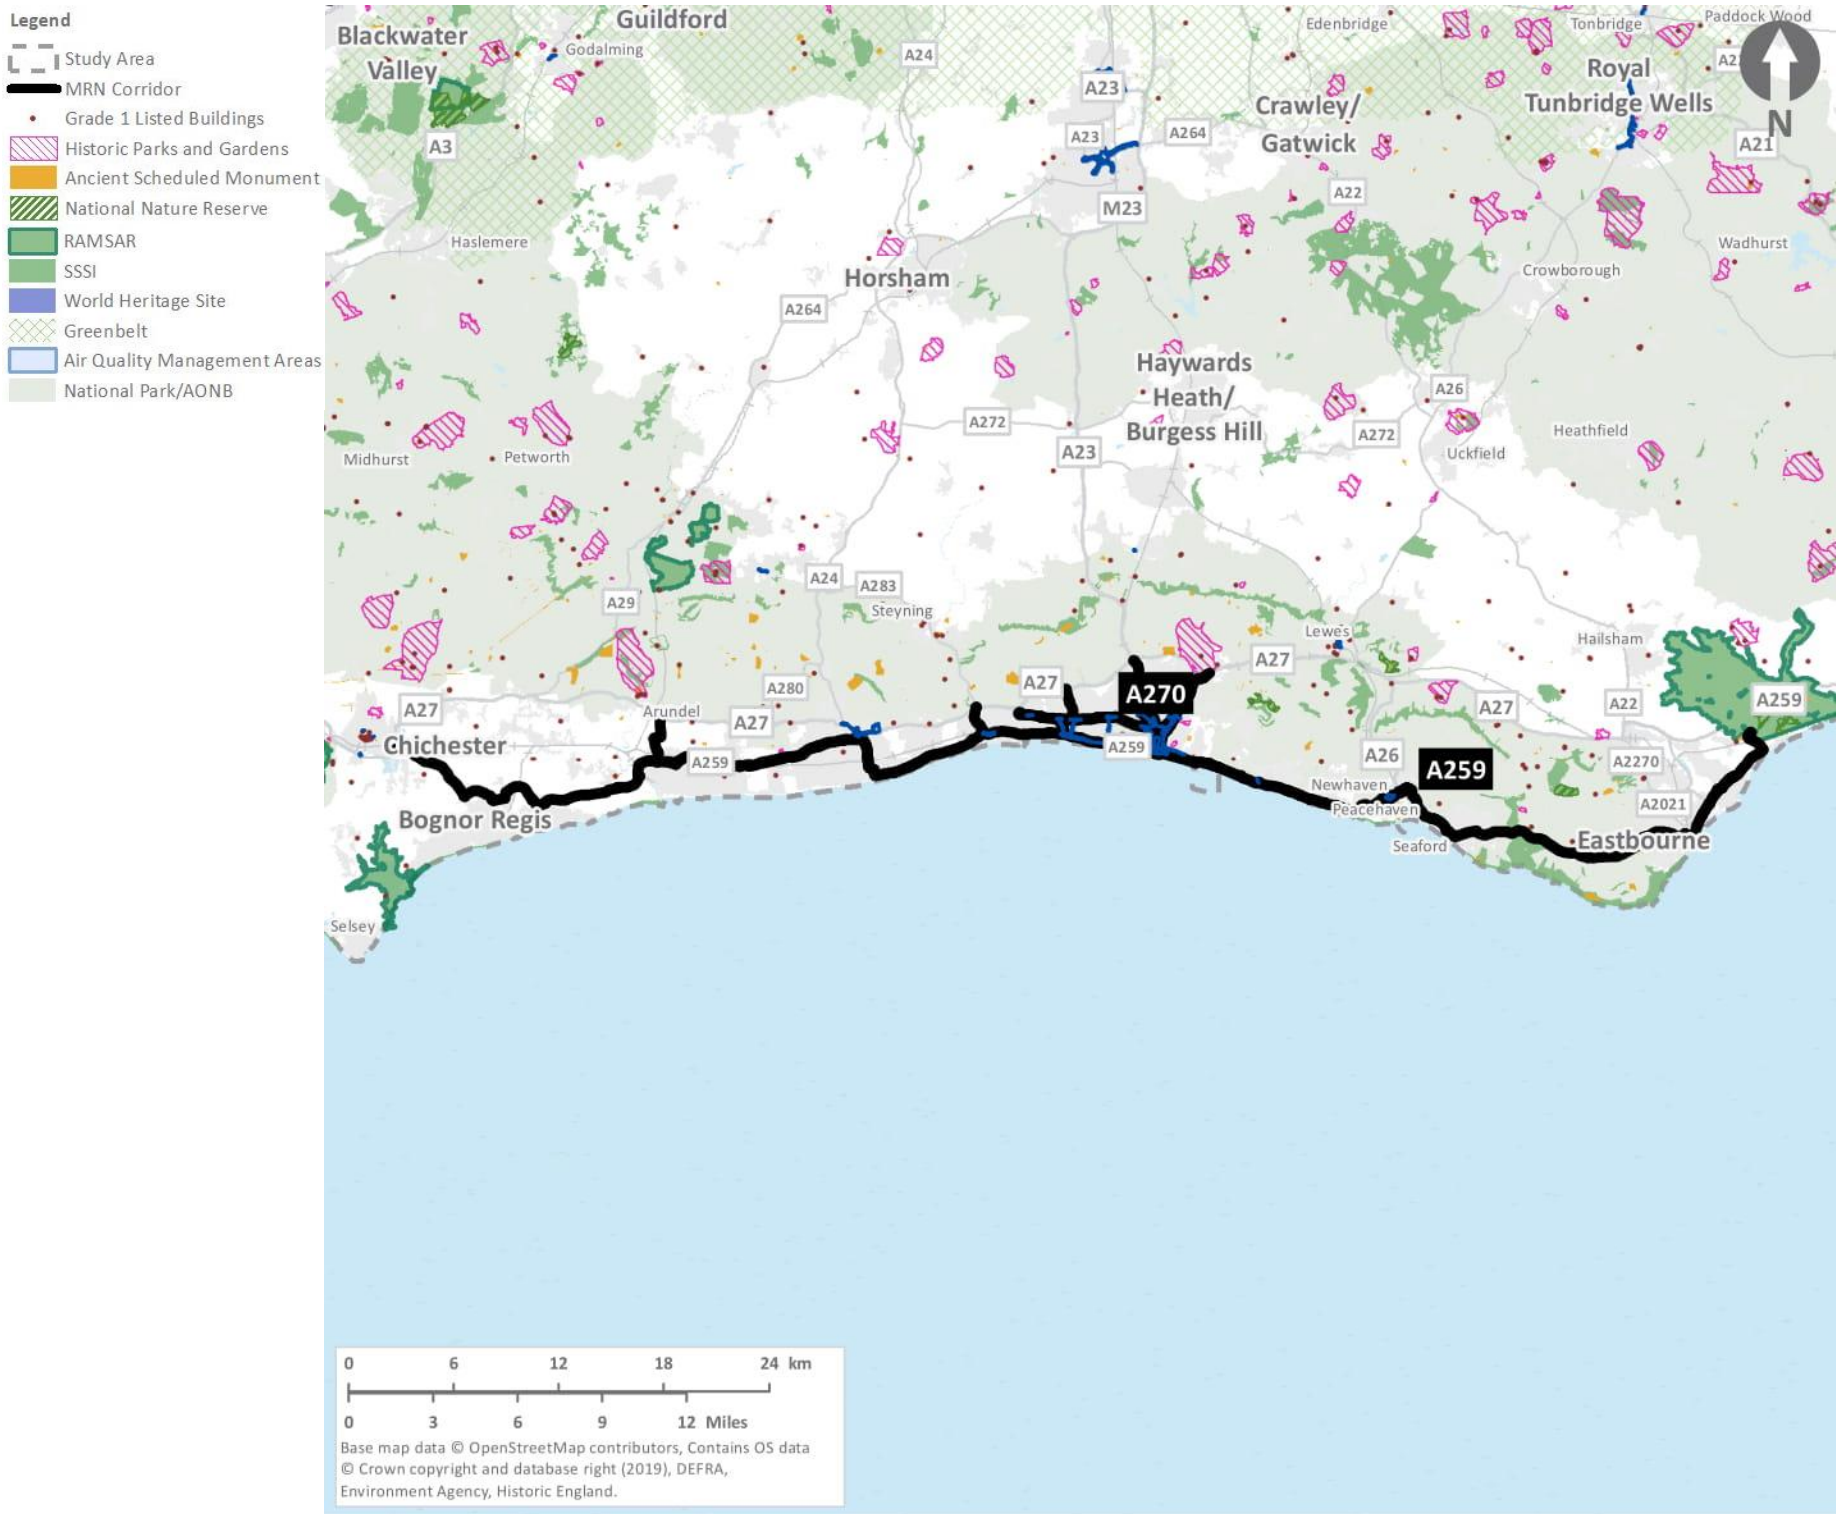 Legend
Study Area
MRN Corridor
Grade 1 Listed Buildings
Historic Parks and Gardens
Ancient Scheduled Monument
National Nature Reserve
RAMSAR
SSSI
World Heritage Site
Greenbelt
Air Quality Management Areas
National Park/AONB
Guildford
Blackwater
Valley
Godalming
A24
Edenbridge
Tonbridge
Paddock Wood
Royal
Tunbridge Wells
N
A23
Crawley/
Gatwick
A3
A23
A264
A21
M23
A22
Haslemere
Wadhurst
Horsham
Crowborough
A264
Haywards
Heath/
Burgess Hill
A26
A272
A272
A23
Heathfield
Uckfield
Midhurst
Petworth
A24
A283
A29
Steyning
Lewes
Hailsham
A27
A280
A27
A270
A27
A22
A259
A27
Arundel
A27
Chichester
A259
A259
A26
A259
A2270
Newhaven
Peacehaven
A2021
Bognor Regis
Seaford
Eastbourne
Selsey
0 6 12 18 24 km
0 3 6 9 12 Miles
Base map data © OpenStreetMap contributors, Contains OS data
© Crown copyright and database right (2019), DEFRA,
Environment Agency, Historic England.